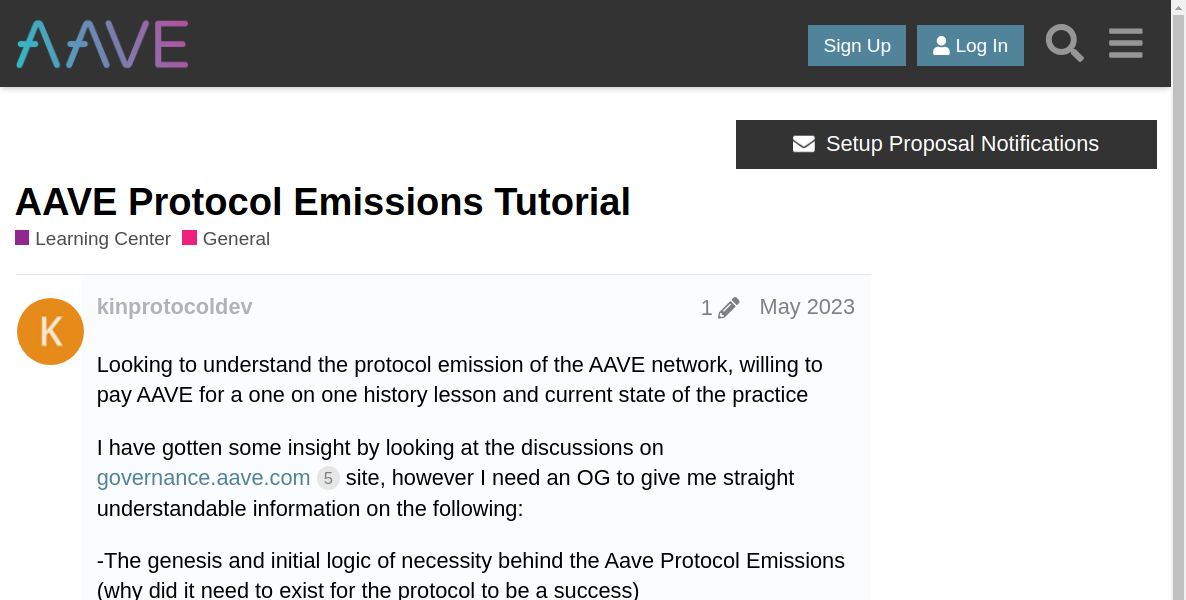 AAVE
Sign Up
Log In
Setup Proposal Notifications
AAVE Protocol Emissions Tutorial
Learning Center General
K
kinprotocoldev 1 May 2023
Looking to understand the protocol emission of the AAVE network, willing to
pay AAVE for a one on one history lesson and current state of the practice
I have gotten some insight by looking at the discussions on
governance.aave.com 5 site, however I need an OG to give me straight
understandable information on the following:
-The genesis and initial logic of necessity behind the Aave Protocol Emissions
(why did it need to exist for the protocol to be a success)